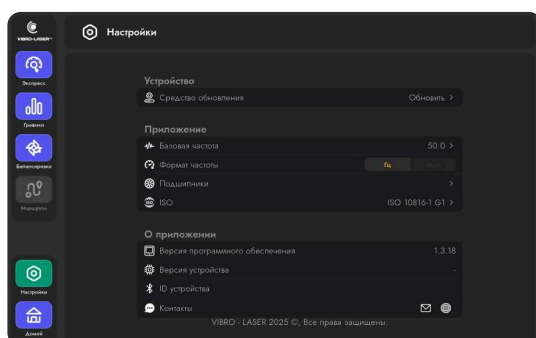 VIBRO-LASER™
Настройки
Экспресс
Графики
Балансировка
Маршруты
Настройки
Домой
Устройство
Средство обновления
Обновить >
Приложение
Базовая частота
50.0 >
Формат частоты
Гц
Подшипники
>
ISO
ISO 10816-1 G1 >
О приложении
Версия программного обеспечения
1.3.18
Версия устройства
-
ID устройства
Контакты
VIBRO - LASER 2025 ©, Все права защищены.